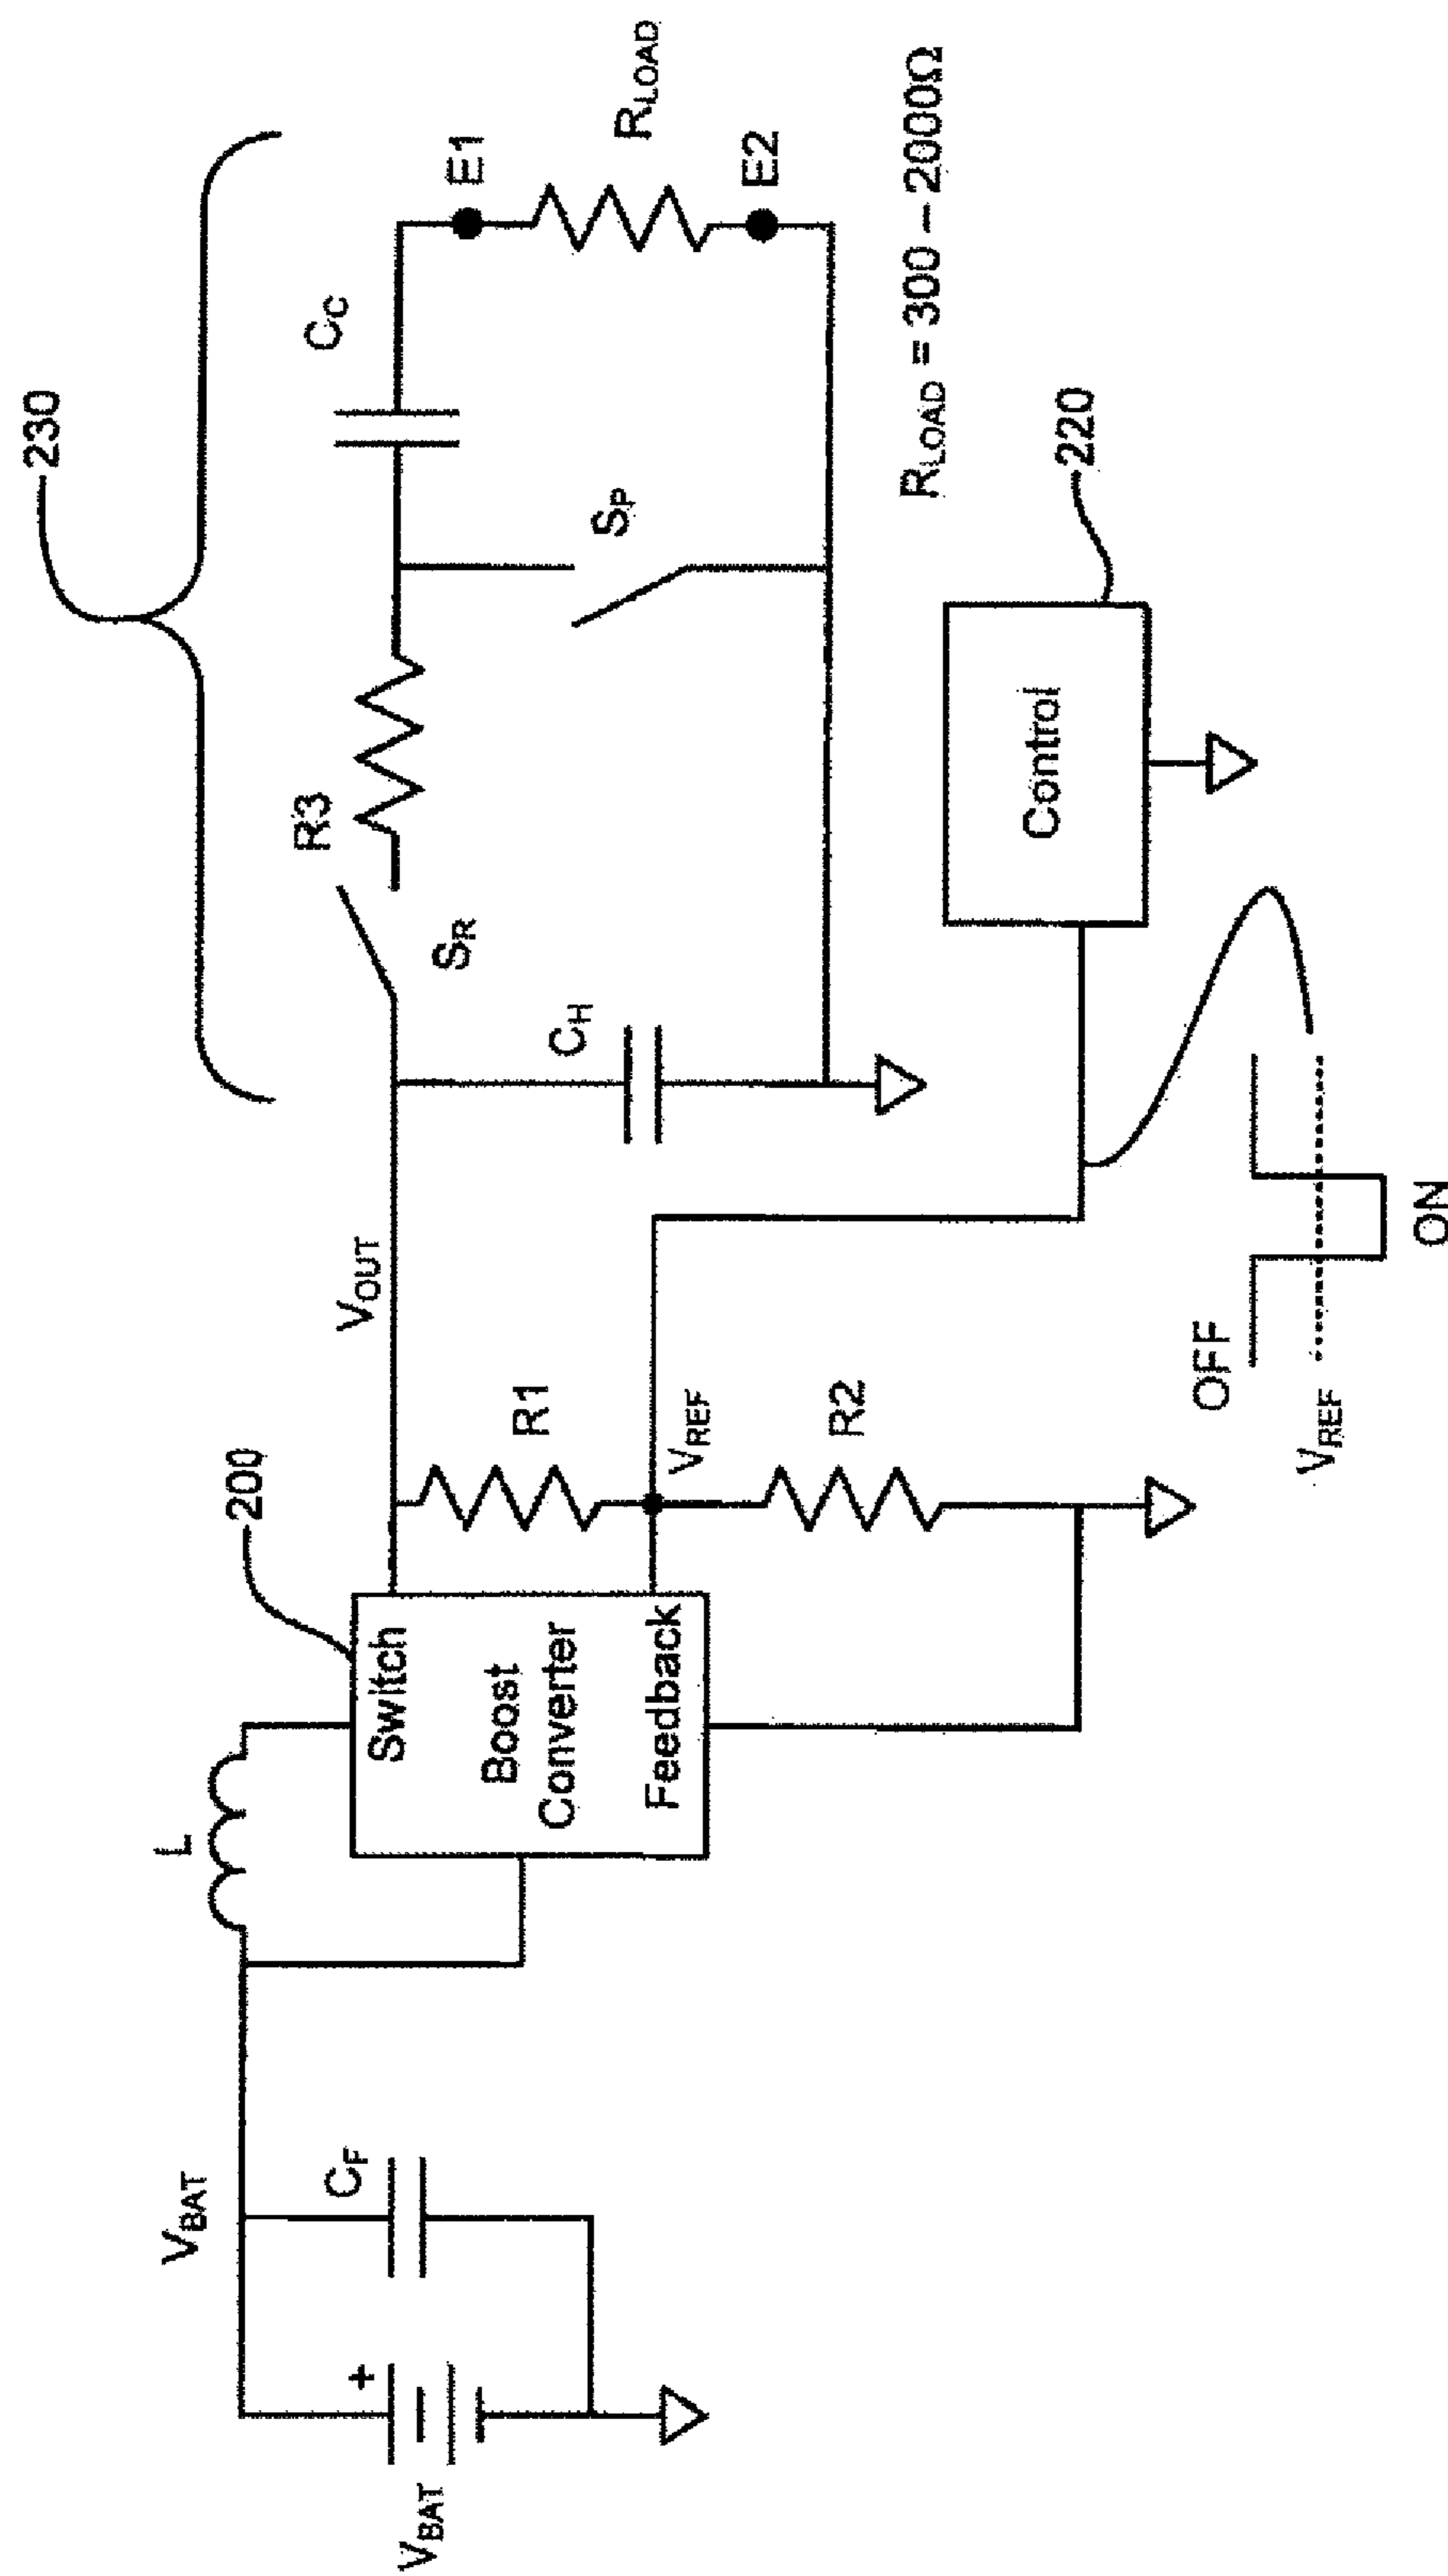 230
L
200
V_BAT
C_F
+
V_BAT
Switch
Boost
Converter
Feedback
V_OUT
R1
V_REF
R2
C_H
S_R
R3
S_P
C_C
E1
R_LOAD
E2
R_LOAD = 300 – 2000Ω
Control
220
OFF
V_REF
ON